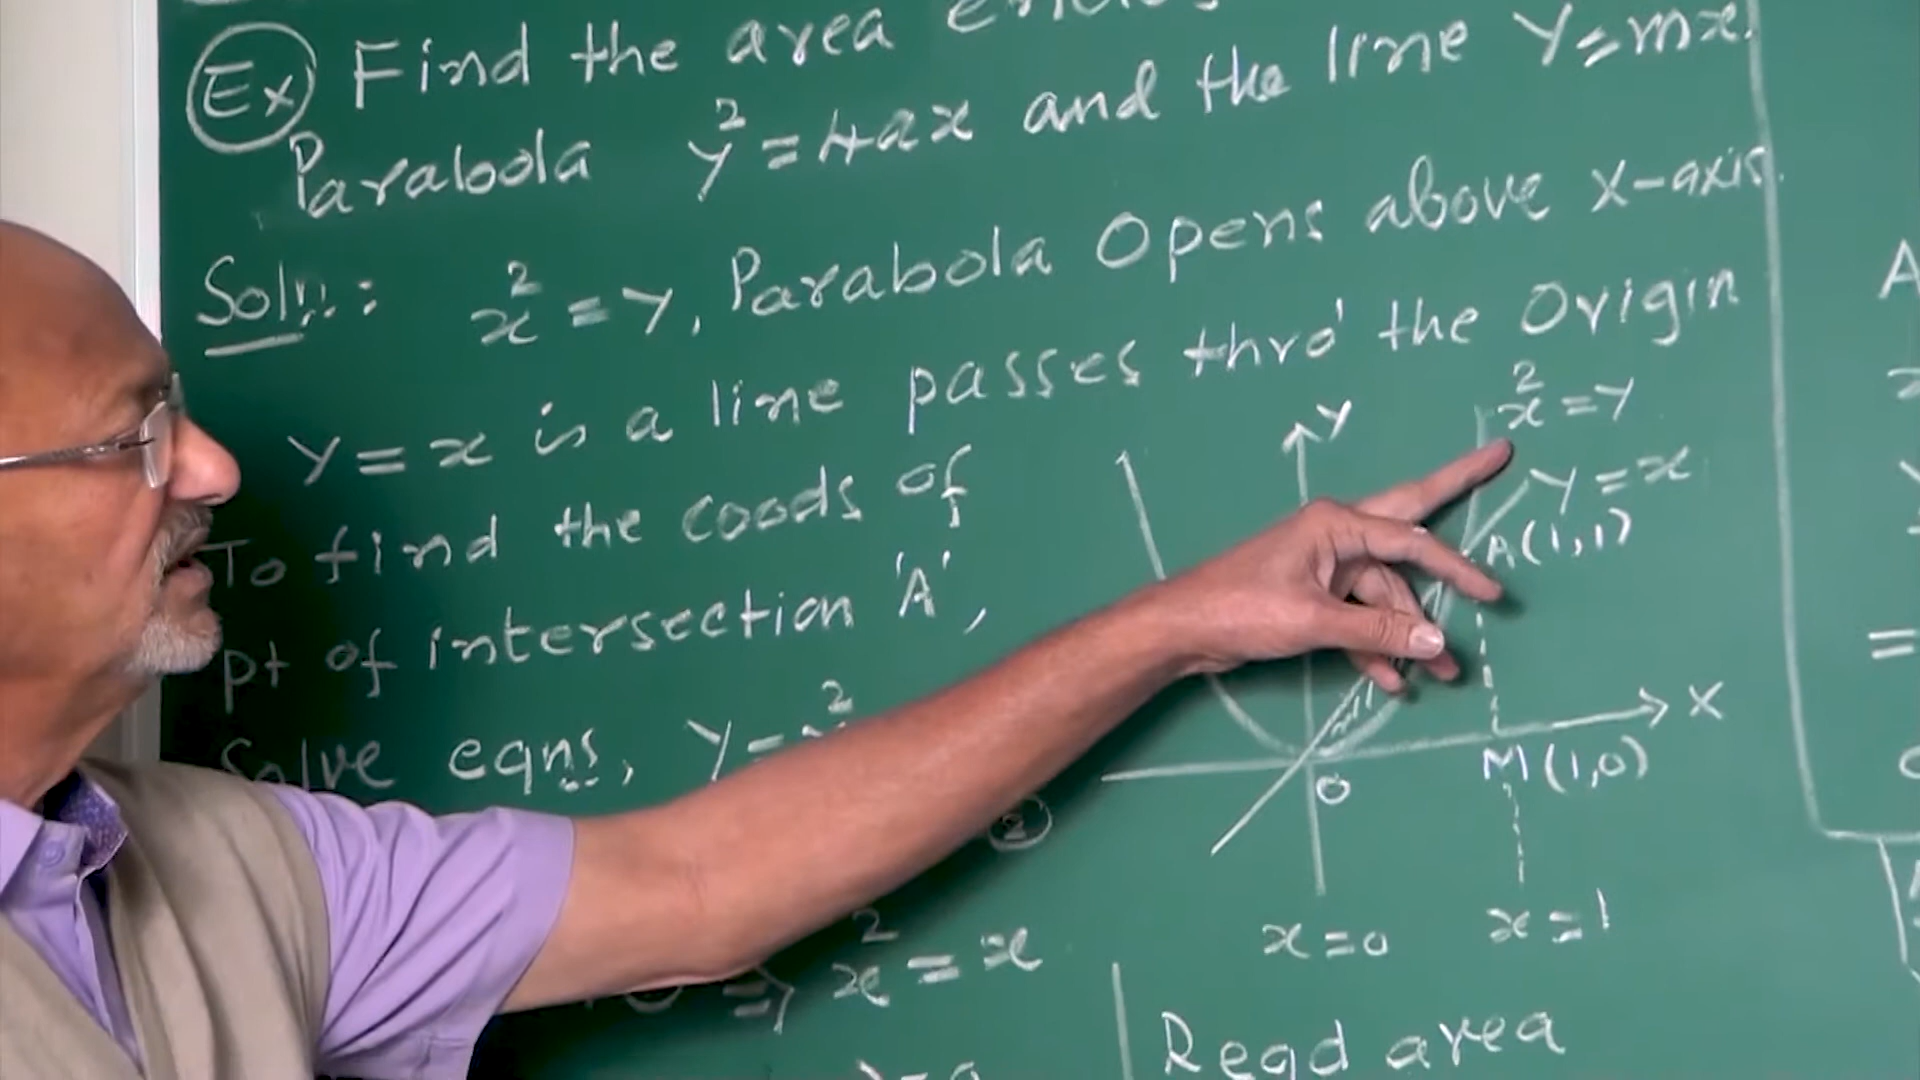 Ex Find the area
Parabola y² = 4ax and the line Y = mx.
Soln: x² = y, Parabola Opens above X-axis.
Y = x is a line passes thro' the Origin
To find the coods of
pt of intersection 'A',
Solve eqns, Y = x²
2
⇒ x² = x
Y
x² = y
Y = x
A(1,1)
X
O
M(1,0)
x = 0 x = 1
Reqd area
A
=